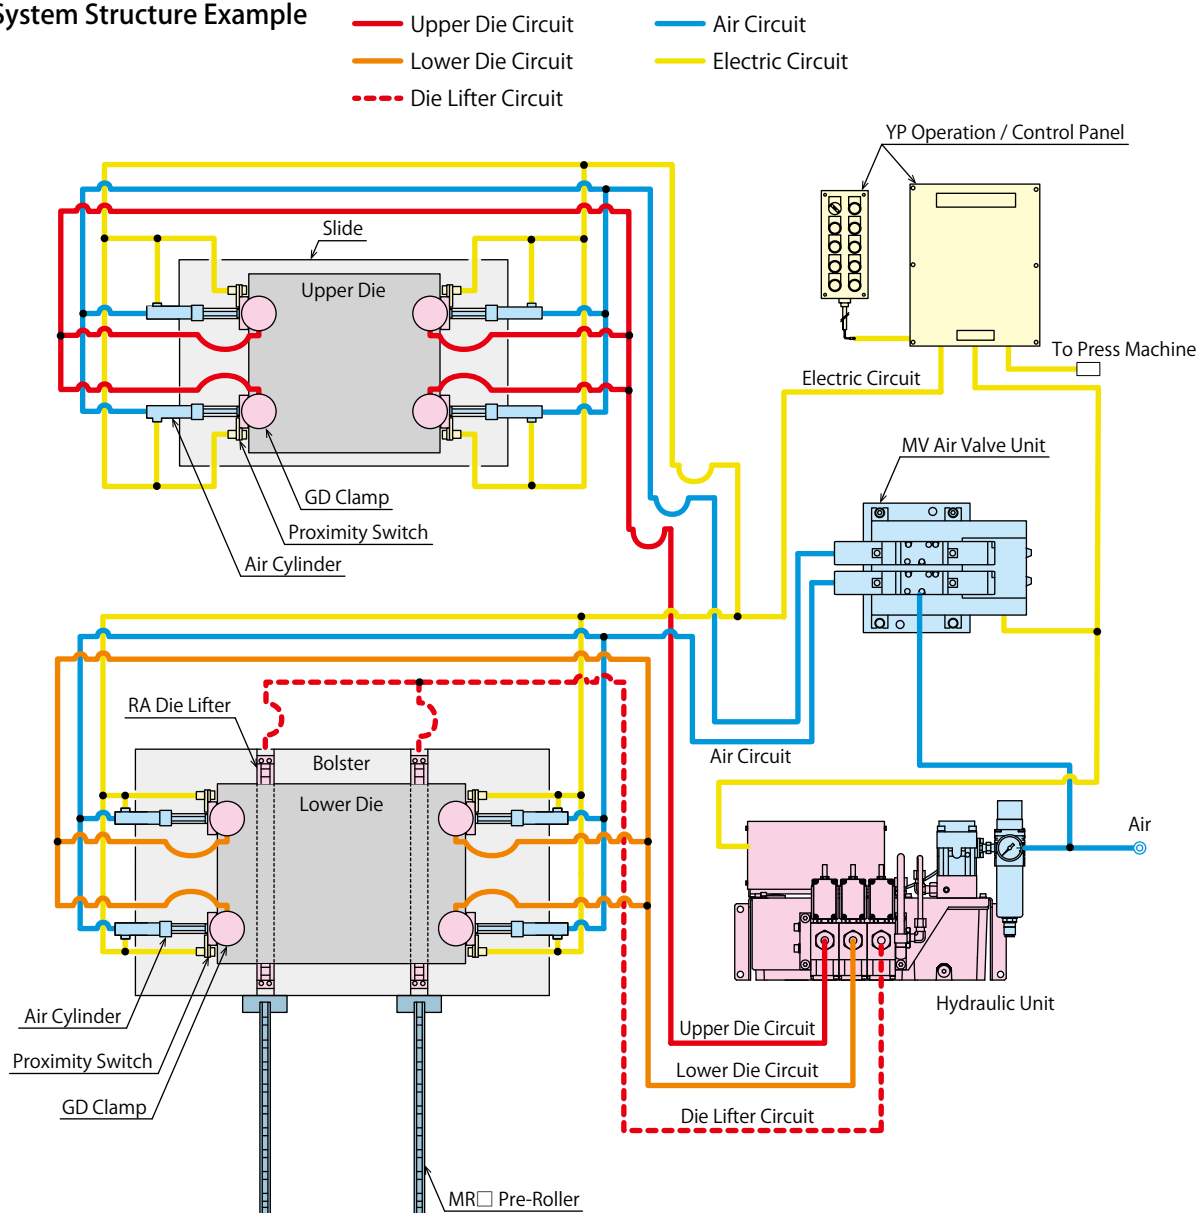 System Structure Example
Upper Die Circuit
Air Circuit
Lower Die Circuit
Electric Circuit
Die Lifter Circuit
YP Operation / Control Panel
Slide
Upper Die
To Press Machine
Electric Circuit
MV Air Valve Unit
GD Clamp
Proximity Switch
Air Cylinder
RA Die Lifter
Bolster
Air Circuit
Lower Die
Air
Hydraulic Unit
Air Cylinder
Upper Die Circuit
Proximity Switch
Lower Die Circuit
GD Clamp
Die Lifter Circuit
MR□ Pre-Roller